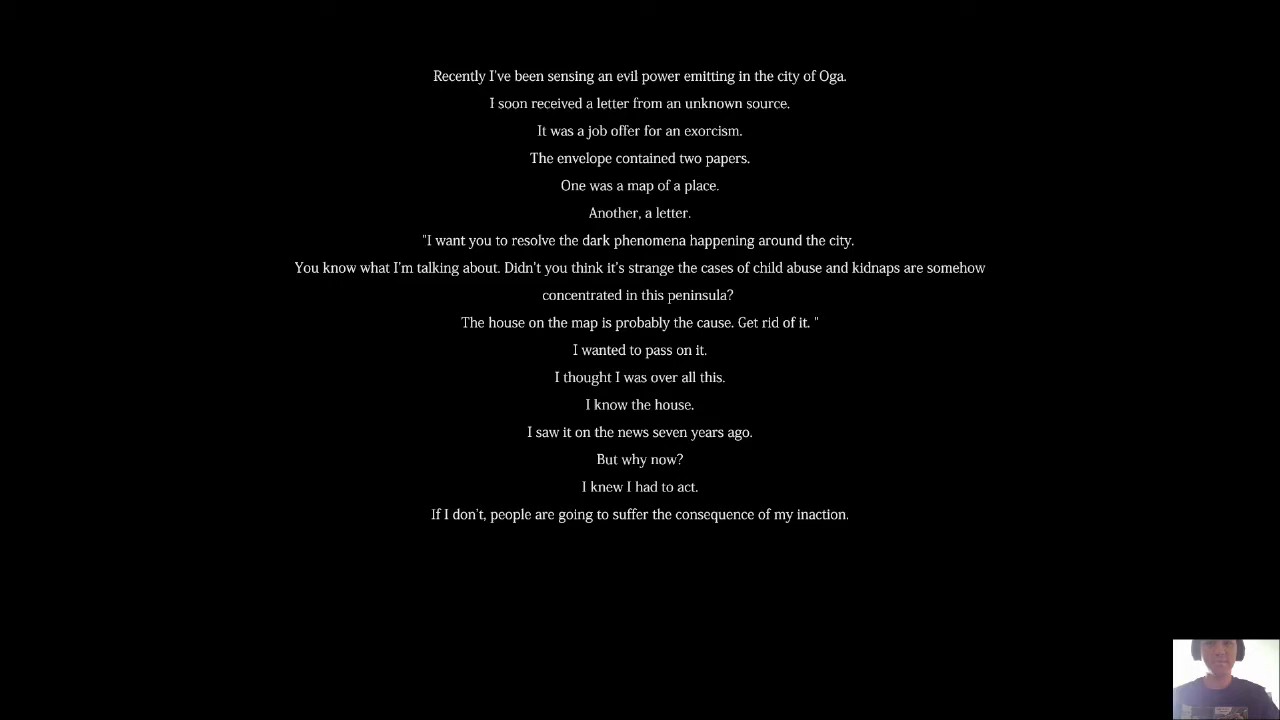 Recently I've been sensing an evil power emitting in the city of Oga.
I soon received a letter from an unknown source.
It was a job offer for an exorcism.
The envelope contained two papers.
One was a map of a place.
Another, a letter.
"I want you to resolve the dark phenomena happening around the city.
You know what I'm talking about. Didn't you think it's strange the cases of child abuse and kidnaps are somehow
concentrated in this peninsula?
The house on the map is probably the cause. Get rid of it. "
I wanted to pass on it.
I thought I was over all this.
I know the house.
I saw it on the news seven years ago.
But why now?
I knew I had to act.
If I don't, people are going to suffer the consequence of my inaction.